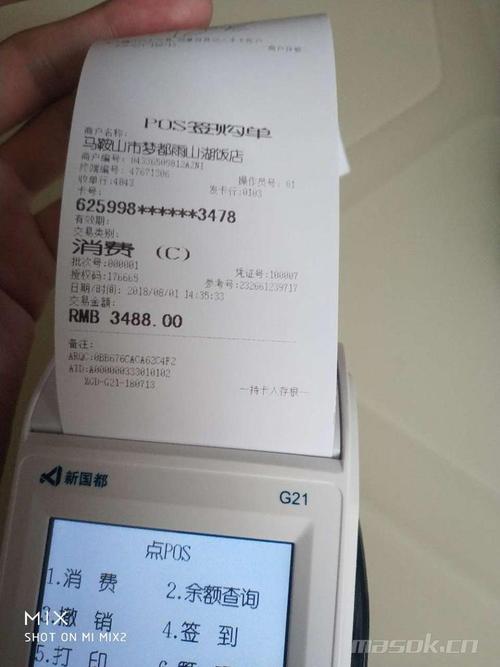 POS签购单
商户名称:
马鞍山市梦都雨山湖饭店
商户编号: 84336509812A2N1
终端编号: 47671306 操作员号: 01
收单行: 4843 发卡行: 0103
卡号:
625998******3478
有效期:
交易类别:
消费 (C)
批次号: 000001 凭证号: 100007
授权码: 176665 参考号: 232661239717
日期/时间: 2018/08/01 14:35:33
交易金额:
RMB 3488.00
备注:
ARQC:0BB676CACA62C4F2
AID:A000000333010102
XGD-G21-180713 —持卡人存根—
新国都
G21
点POS
1.消 费 2.余额查询
3.撤 销 4.签 到
5.打 印 6.
MIX
SHOT ON MI MIX2
masok.cn